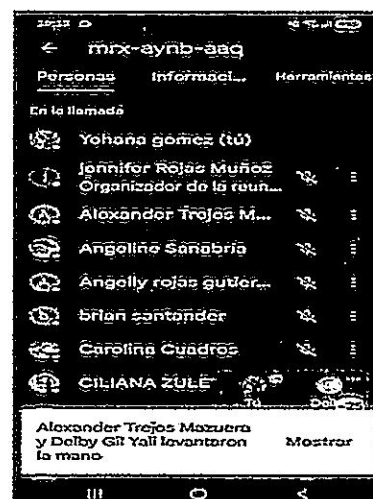 ← mrx-aynb-aaq
Personas Informaci... Herramientas
En la llamada
Yohana gomez (tú)
Jennifer Rojas Muñoz
Organizador de la reun...
Alexander Trejos M...
Angelina Sanabria
Angelly rojas gutier...
brian santander
Carolina Cuadros
CILIANA ZULE
Tú
Alexander Trejos Mazuera
y Delby Gil Yali levantaron
la mano
Mostrar